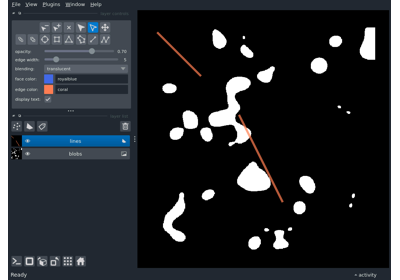 File View Plugins Window Help
opacity: 0.70
edge width: 3
blending: translucent
face color: royalblue
edge color: coral
display text:
lines
blobs
Ready
activity